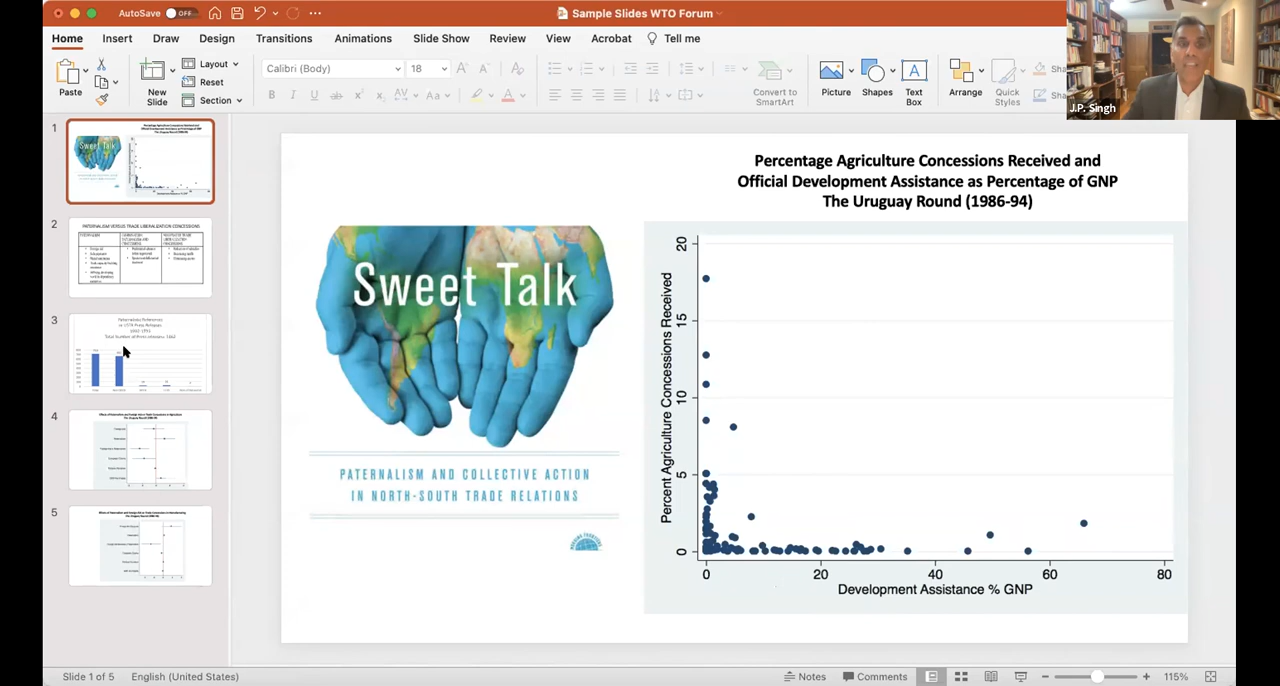 AutoSave OFF
Sample Slides WTO Forum
Home Insert Draw Design Transitions Animations Slide Show Review View Acrobat Tell me
Paste
New
Slide
Layout
Reset
Section
Calibri (Body) 18
Convert to
SmartArt
Picture
Shapes
Text
Box
Arrange
Quick
Styles
J.P. Singh
1
2
PATERNALISM VERSUS TRADE LIBERALIZATION CONCESSIONS
3
4
5
Percentage Agriculture Concessions Received and
Official Development Assistance as Percentage of GNP
The Uruguay Round (1986-94)
Sweet Talk
PATERNALISM AND COLLECTIVE ACTION
IN NORTH-SOUTH TRADE RELATIONS
Percent Agriculture Concessions Received
20
15
10
5
0
0 20 40 60 80
Development Assistance % GNP
Slide 1 of 5 English (United States) Notes Comments 115%